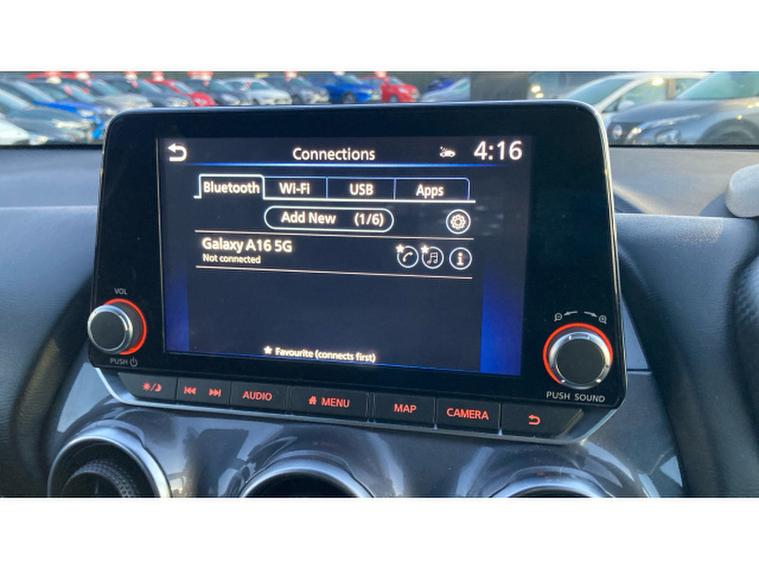 Connections 4:16
Bluetooth Wi-Fi USB Apps
Add New (1/6)
Galaxy A16 5G
Not connected
Favourite (connects first)
VOL
PUSH
PUSH SOUND
AUDIO MENU MAP CAMERA